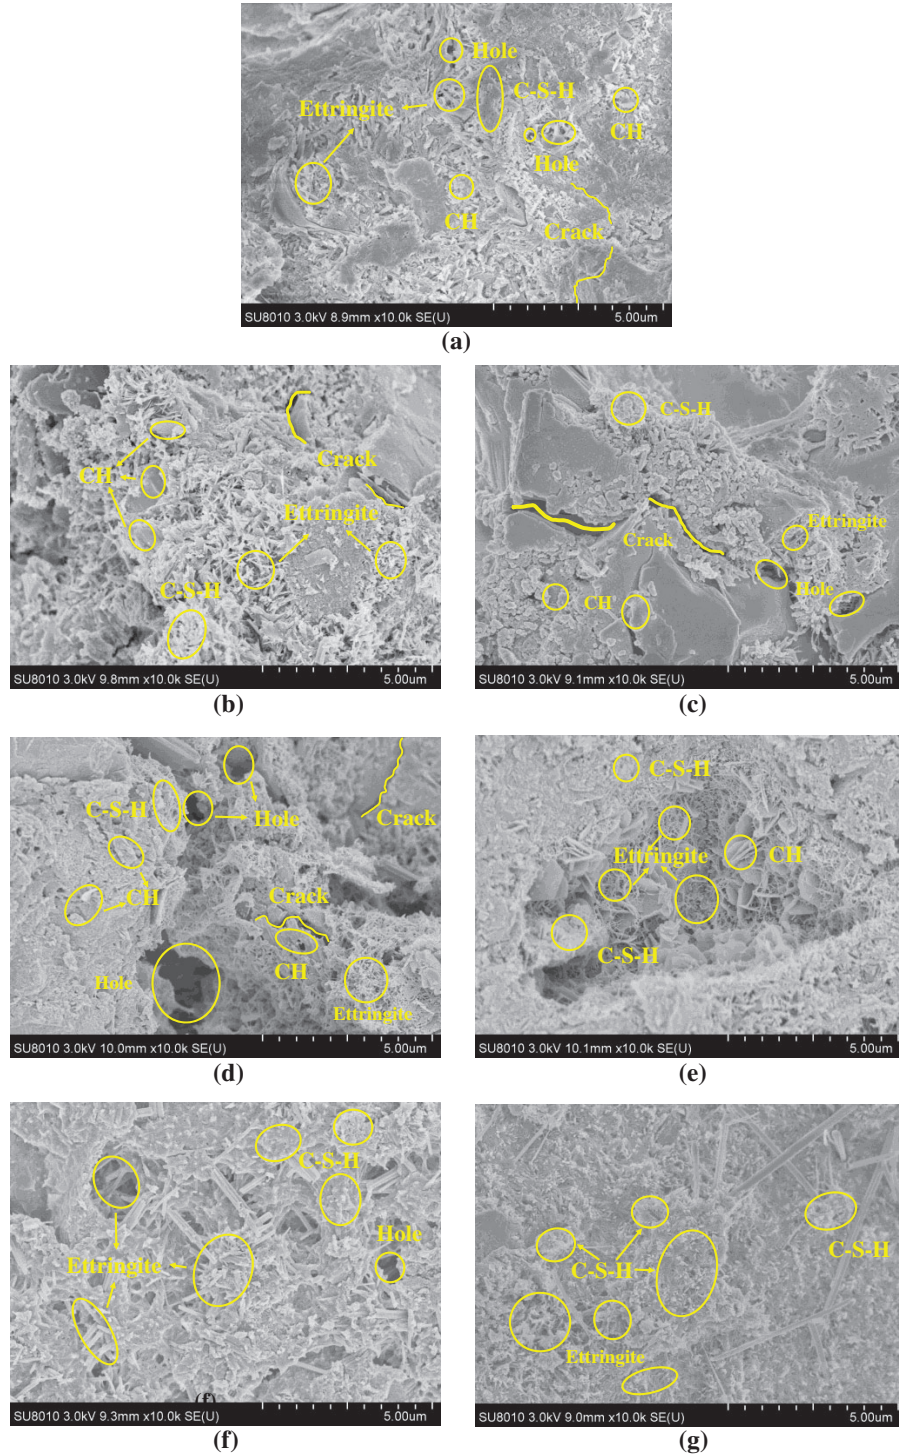 Hole
C-S-H
Ettringite
CH
Hole
CH
Crack
SU8010 3.0kV 8.9mm x10.0k SE(U) 5.00um
(a)
Crack
CH
Ettringite
C-S-H
SU8010 3.0kV 9.8mm x10.0k SE(U) 5.00um
(b)
C-S-H
Ettringite
Crack
CH
Hole
SU8010 3.0kV 9.1mm x10.0k SE(U) 5.00um
(c)
C-S-H
Hole
Crack
CH
Crack
CH
Hole
Ettringite
SU8010 3.0kV 10.0mm x10.0k SE(U) 5.00um
(d)
C-S-H
Ettringite
CH
C-S-H
SU8010 3.0kV 10.1mm x10.0k SE(U) 5.00um
(e)
C-S-H
Hole
Ettringite
(f)
SU8010 3.0kV 9.3mm x10.0k SE(U) 5.00um
(f)
C-S-H
C-S-H
Ettringite
SU8010 3.0kV 9.0mm x10.0k SE(U) 5.00um
(g)